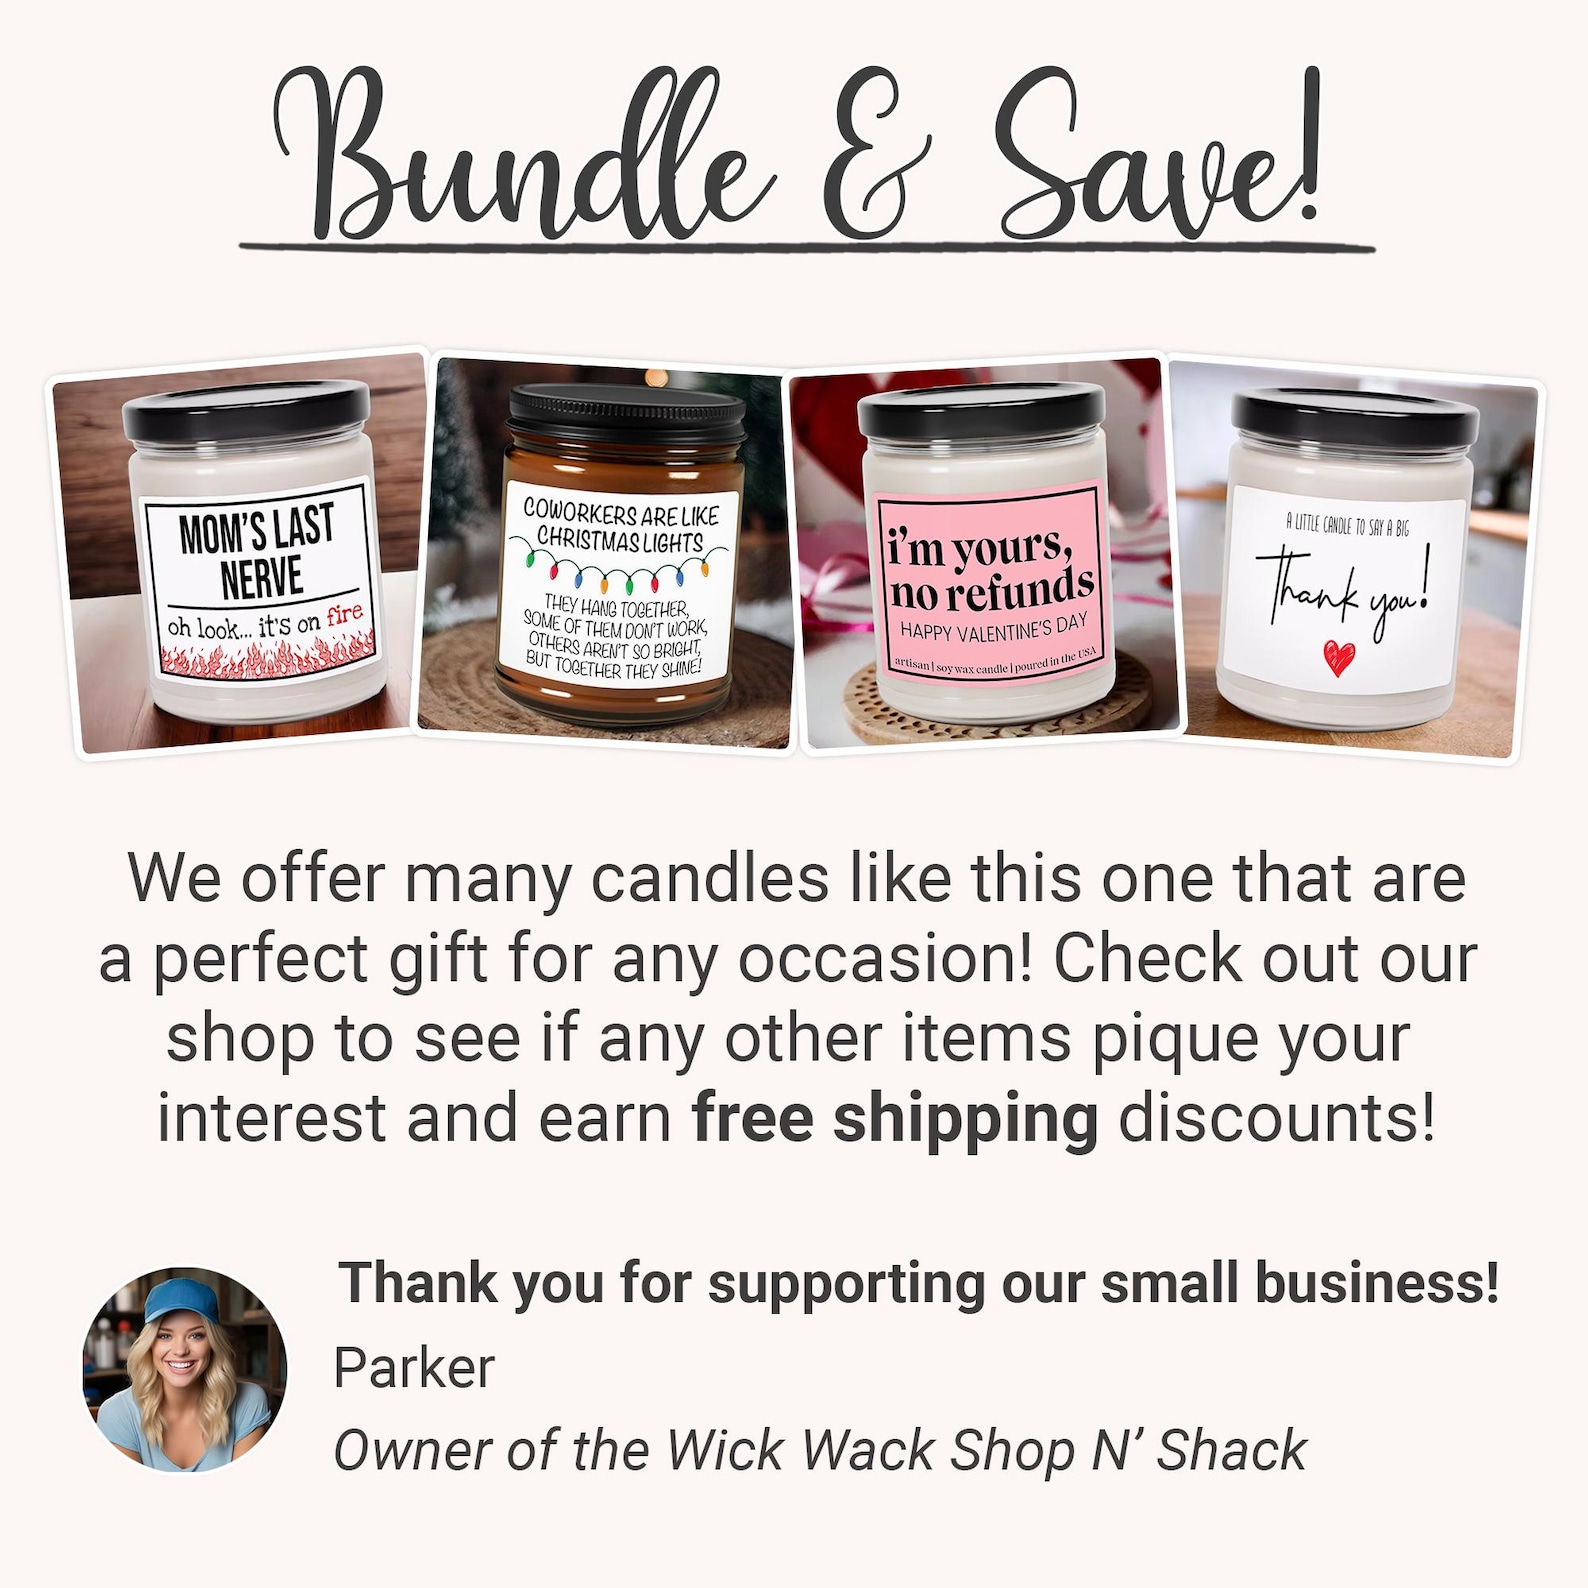 Bundle & Save!
MOM'S LAST
NERVE
oh look... it's on fire
COWORKERS ARE LIKE
CHRISTMAS LIGHTS
THEY HANG TOGETHER,
SOME OF THEM DON'T WORK,
OTHERS AREN'T SO BRIGHT,
BUT TOGETHER THEY SHINE!
i'm yours,
no refunds
HAPPY VALENTINE'S DAY
artisan | soy wax candle | poured in the USA
A LITTLE CANDLE TO SAY A BIG
Thank you!
We offer many candles like this one that are
a perfect gift for any occasion! Check out our
shop to see if any other items pique your
interest and earn free shipping discounts!
Thank you for supporting our small business!
Parker
Owner of the Wick Wack Shop N' Shack